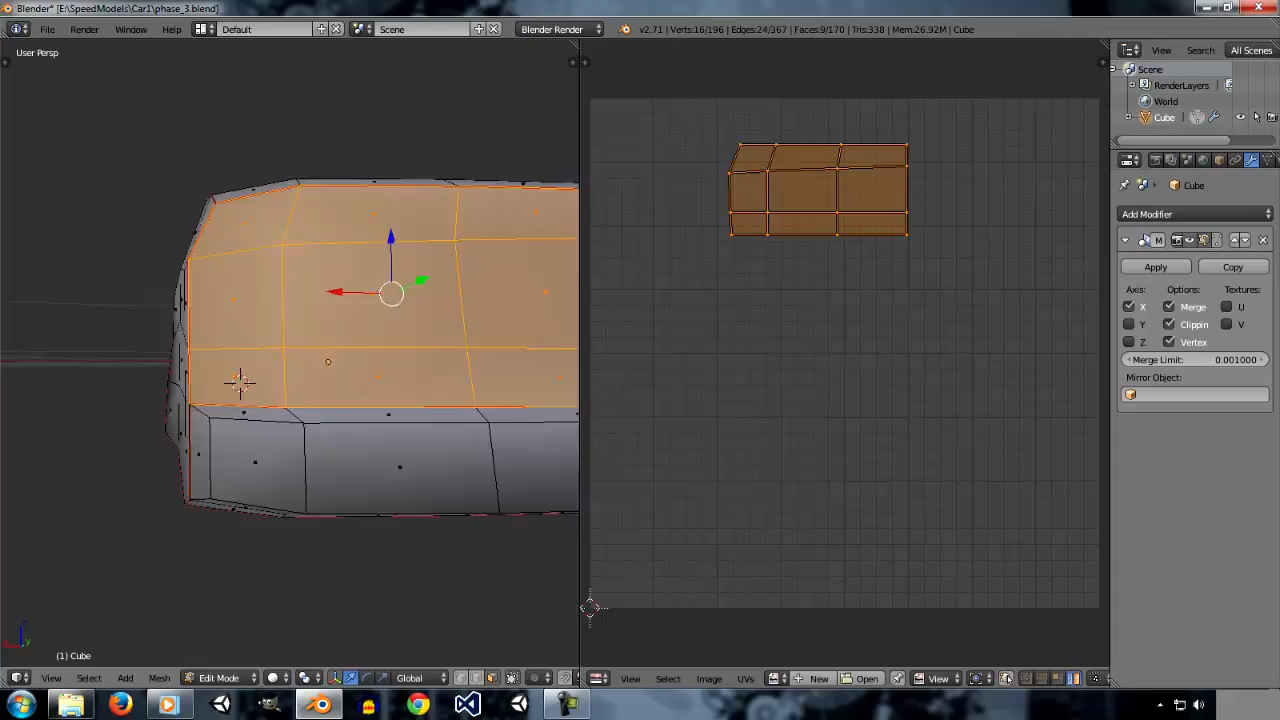 Blender* [E:\SpeedModels\Car1\phase_3.blend]
File Render Window Help Default Scene Blender Render v2.71 | Verts:16/196 | Edges:24/367 | Faces:9/170 | Tris:338 | Mem:26.92M | Cube
User Persp
View Search All Scenes
Scene
RenderLayers
World
Cube
Cube
Add Modifier
M
Apply Copy
Axis: Options: Textures:
X Merge U
Y Clippin V
Z Vertex
Merge Limit: 0.001000
Mirror Object:
(1) Cube
View Select Add Mesh Edit Mode Global View Select Image UVs New Open View
1:12 PM